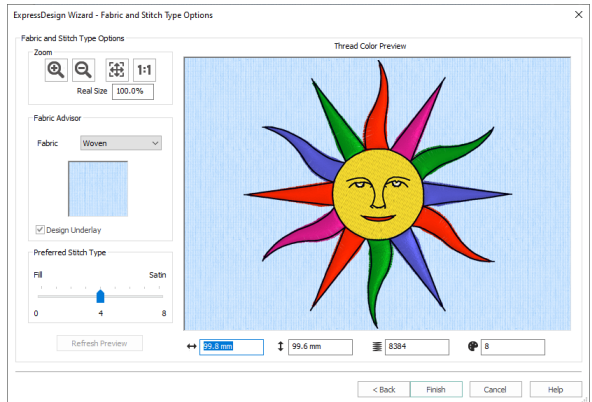 ExpressDesign Wizard - Fabric and Stitch Type Options
Fabric and Stitch Type Options
Zoom
1:1
Real Size 100.0%
Fabric Advisor
Fabric Woven
Design Underlay
Preferred Stitch Type
Fill Satin
0 4 8
Refresh Preview
Thread Color Preview
99.8 mm 99.6 mm 8384 8
< Back Finish Cancel Help